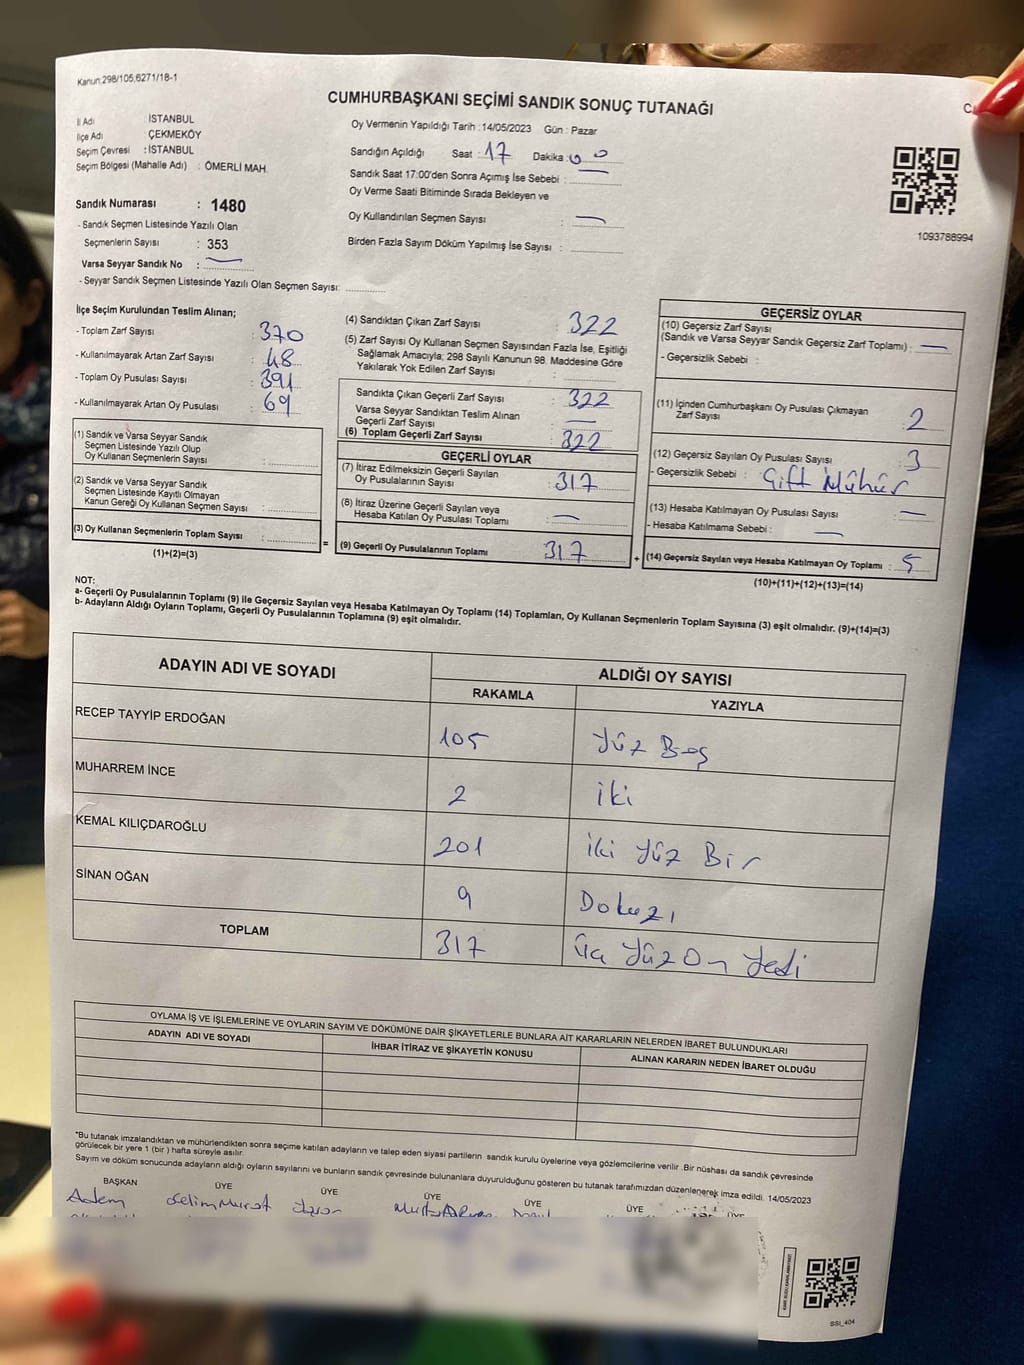 Kanun:298/105,6271/18-1
CUMHURBAŞKANI SEÇİMİ SANDIK SONUÇ TUTANAĞI
İl Adı : İSTANBUL
İlçe Adı ÇEKMEKÖY
Seçim Çevresi : İSTANBUL
Seçim Bölgesi (Mahalle Adı) : ÖMERLİ MAH.
Sandık Numarası : 1480
- Sandık Seçmen Listesinde Yazılı Olan
Seçmenlerin Sayısı : 353
Varsa Seyyar Sandık No : —
- Seyyar Sandık Seçmen Listesinde Yazılı Olan Seçmen Sayısı:
Oy Vermenin Yapıldığı Tarih : 14/05/2023 Gün : Pazar
Sandığın Açıldığı Saat : 17 Dakika : 00
Sandık Saat 17:00'den Sonra Açımış İse Sebebi : —
Oy Verme Saati Bitiminde Sırada Bekleyen ve
Oy Kullandırılan Seçmen Sayısı : —
Birden Fazla Sayım Döküm Yapılmış İse Sayısı :
1093788994
İlçe Seçim Kurulundan Teslim Alınan;
- Toplam Zarf Sayısı : 370
- Kullanılmayarak Artan Zarf Sayısı : 48
- Toplam Oy Pusulası Sayısı : 391
- Kullanılmayarak Artan Oy Pusulası : 69
(1) Sandık ve Varsa Seyyar Sandık
Seçmen Listesinde Yazılı Olup
Oy Kullanan Seçmenlerin Sayısı :
(2) Sandık ve Varsa Seyyar Sandık
Seçmen Listesinde Kayıtlı Olmayan
Kanun Gereği Oy Kullanan Seçmen Sayısı :
(3) Oy Kullanan Seçmenlerin Toplam Sayısı :
(1)+(2)=(3)
=
(4) Sandıktan Çıkan Zarf Sayısı : 322
(5) Zarf Sayısı Oy Kullanan Seçmen Sayısından Fazla İse, Eşitliği
Sağlamak Amacıyla; 298 Sayılı Kanunun 98. Maddesine Göre
Yakılarak Yok Edilen Zarf Sayısı :
Sandıkta Çıkan Geçerli Zarf Sayısı : 322
Varsa Seyyar Sandıktan Teslim Alınan
Geçerli Zarf Sayısı : —
(6) Toplam Geçerli Zarf Sayısı : 322
GEÇERLİ OYLAR
(7) İtiraz Edilmeksizin Geçerli Sayılan
Oy Pusulalarının Sayısı : 317
(8) İtiraz Üzerine Geçerli Sayılan veya
Hesaba Katılan Oy Pusulası Toplamı : —
(9) Geçerli Oy Pusulalarının Toplamı : 317
+
GEÇERSİZ OYLAR
(10) Geçersiz Zarf Sayısı
(Sandık ve Varsa Seyyar Sandık Geçersiz Zarf Toplamı) : —
- Geçersizlik Sebebi :
(11) İçinden Cumhurbaşkanı Oy Pusulası Çıkmayan
Zarf Sayısı : 2
(12) Geçersiz Sayılan Oy Pusulası Sayısı : 3
- Geçersizlik Sebebi : Çift Mühür
(13) Hesaba Katılmayan Oy Pusulası Sayısı : —
- Hesaba Katılmama Sebebi : —
(14) Geçersiz Sayılan veya Hesaba Katılmayan Oy Toplamı : 5
(10)+(11)+(12)+(13)=(14)
NOT:
a- Geçerli Oy Pusulalarının Toplamı (9) ile Geçersiz Sayılan veya Hesaba Katılmayan Oy Toplamı (14) Toplamları, Oy Kullanan Seçmenlerin Toplam Sayısına (3) eşit olmalıdır. (9)+(14)=(3)
b- Adayların Aldığı Oyların Toplamı, Geçerli Oy Pusulalarının Toplamına (9) eşit olmalıdır.
ADAYIN ADI VE SOYADI ALDIĞI OY SAYISI
RAKAMLA YAZIYLA
RECEP TAYYİP ERDOĞAN 105 Yüz Beş
MUHARREM İNCE 2 iki
KEMAL KILIÇDAROĞLU 201 iki Yüz Bir
SİNAN OĞAN 9 Dokuz
TOPLAM 317 Üç Yüz On Yedi
OYLAMA İŞ VE İŞLEMLERİNE VE OYLARIN SAYIM VE DÖKÜMÜNE DAİR ŞİKAYETLERLE BUNLARA AİT KARARLARIN NELERDEN İBARET BULUNDUKLARI
ADAYIN ADI VE SOYADI İHBAR İTİRAZ VE ŞİKAYETİN KONUSU ALINAN KARARIN NEDEN İBARET OLDUĞU
*Bu tutanak imzalandıktan ve mühürlendikten sonra seçime katılan adayların ve talep eden siyasi partilerin sandık kurulu üyelerine veya gözlemcilerine verilir .Bir nüshası da sandık çevresinde
görülecek bir yere 1 (bir ) hafta süreyle asılır.
Sayım ve döküm sonucunda adayların aldığı oyların sayılarını ve bunların sandık çevresinde bulunanlara duyurulduğunu gösteren bu tutanak tarafımızdan düzenlenerek imza edildi. 14/05/2023
BAŞKAN ÜYE ÜYE ÜYE ÜYE ÜYE ÜYE
Adem Selim Murat
SSI_404